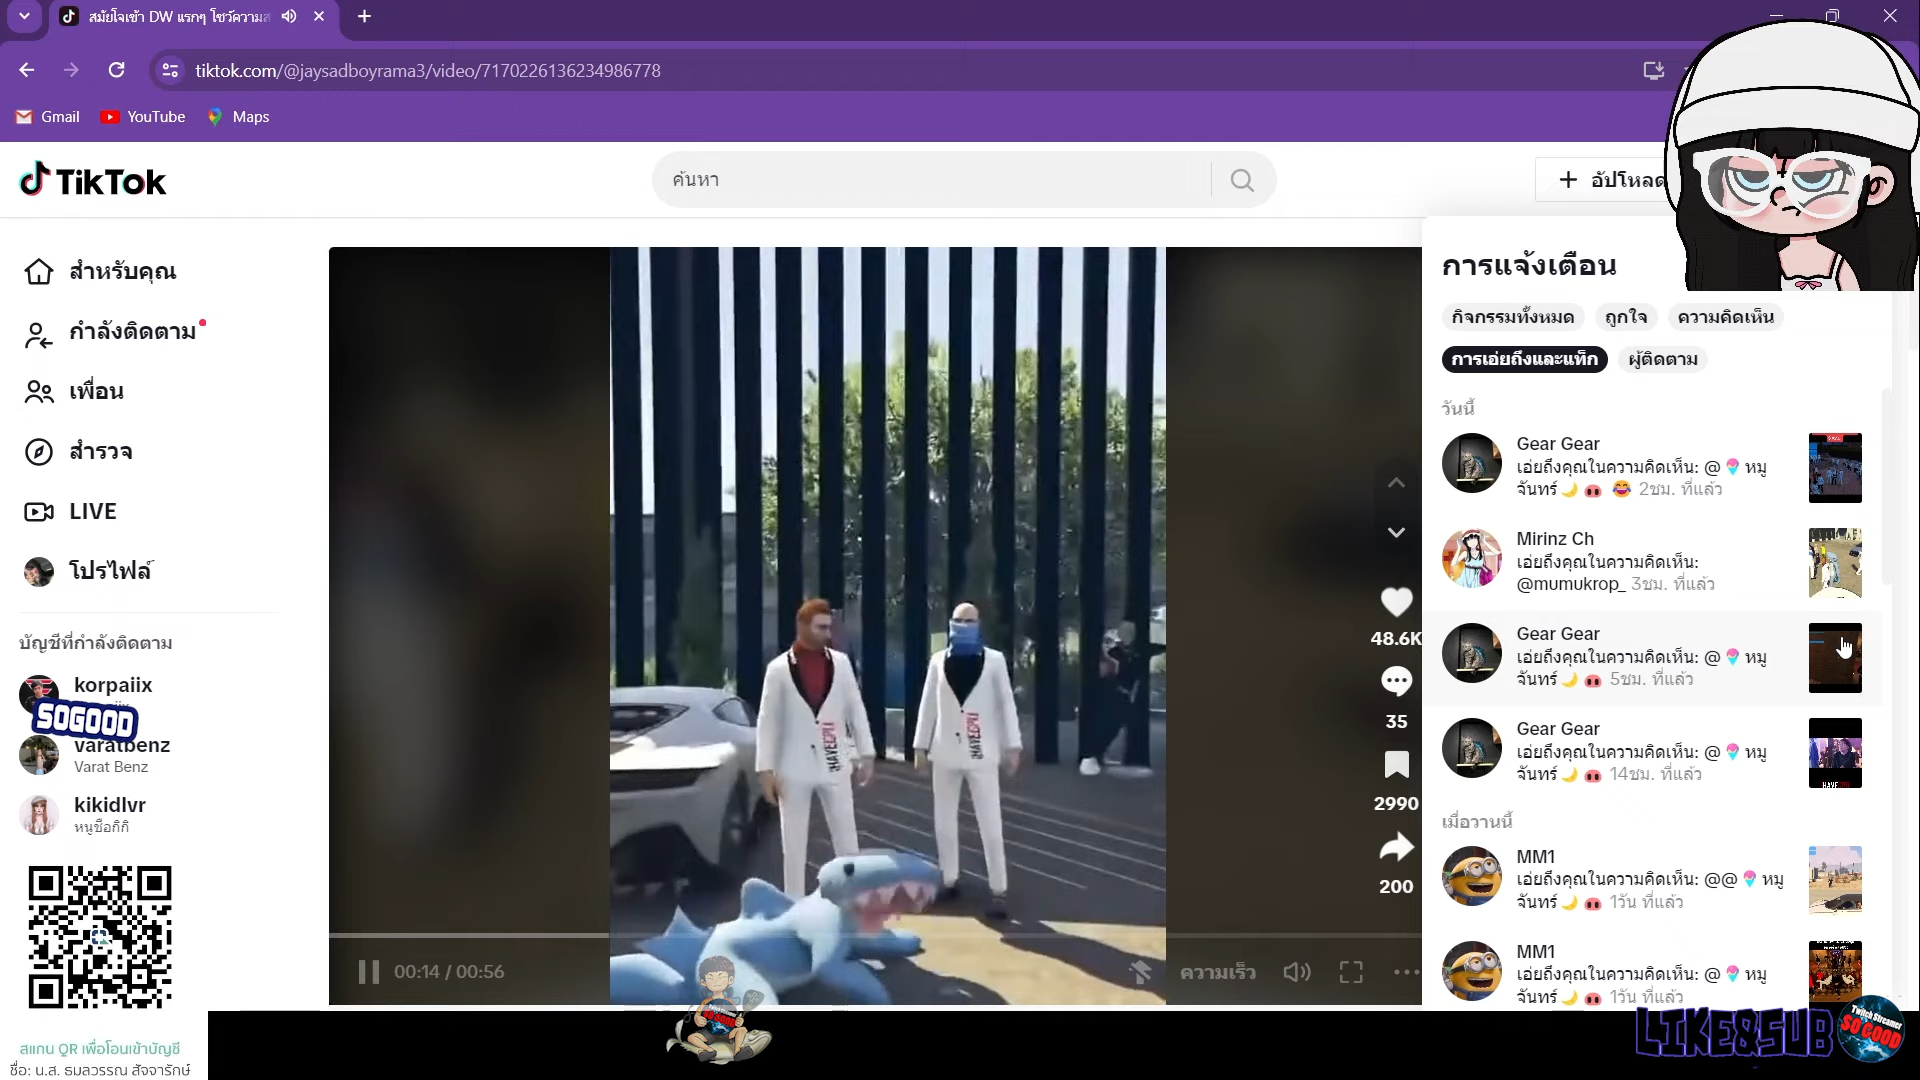 สมัยโจเข้า DW แรกๆ โชว์ความส
tiktok.com/@jaysadboyrama3/video/7170226136234986778
Gmail
YouTube
Maps
TikTok
ค้นหา
อัปโหลด
สำหรับคุณ
กำลังติดตาม
เพื่อน
สำรวจ
LIVE
โปรไฟล์
บัญชีที่กำลังติดตาม
korpaiix
SOGOOD
varatbenz
Varat Benz
kikidlvr
หนูชื่อกีกี้
สแกน QR เพื่อโอนเข้าบัญชี
ชื่อ: น.ส. ธมลวรรณ สัจจารักษ์
48.6K
35
2990
200
00:14 / 00:56
ความเร็ว
การแจ้งเตือน
กิจกรรมทั้งหมด
ถูกใจ
ความคิดเห็น
การเอ่ยถึงและแท็ก
ผู้ติดตาม
วันนี้
Gear Gear
เอ่ยถึงคุณในความคิดเห็น: @🍧หมู
จันทร์🌙🐽 😂 2ชม. ที่แล้ว
Mirinz Ch
เอ่ยถึงคุณในความคิดเห็น:
@mumukrop_ 3ชม. ที่แล้ว
Gear Gear
เอ่ยถึงคุณในความคิดเห็น: @🍧หมู
จันทร์🌙🐽 5ชม. ที่แล้ว
Gear Gear
เอ่ยถึงคุณในความคิดเห็น: @🍧หมู
จันทร์🌙🐽 14ชม. ที่แล้ว
เมื่อวานนี้
MM1
เอ่ยถึงคุณในความคิดเห็น: @@🍧หมู
จันทร์🌙🐽 1วัน ที่แล้ว
MM1
เอ่ยถึงคุณในความคิดเห็น: @🍧หมู
จันทร์🌙🐽 1วัน ที่แล้ว
LIKE&SUB
Twitch Streamer
SO GOOD